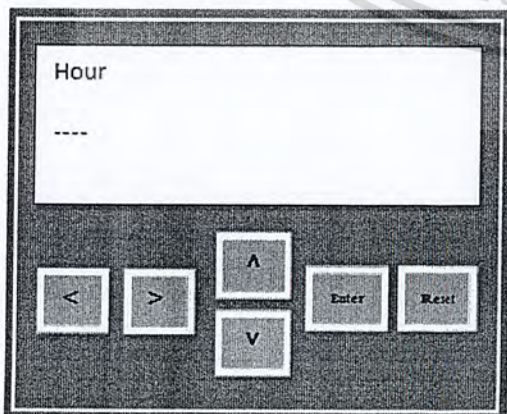 Hour
----
∧
< > Enter Reset
∨